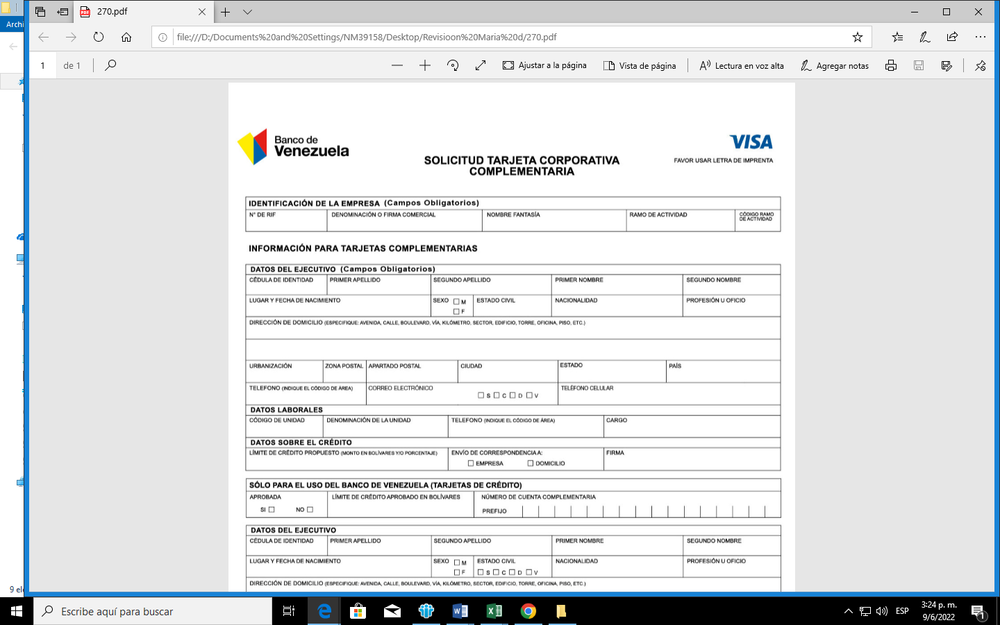 270.pdf
Archi
file:///D:/Documents%20and%20Settings/NM39158/Desktop/Revisioon%20Maria%20d/270.pdf
1 de 1 Ajustar a la página Vista de página Lectura en voz alta Agregar notas
Banco de
Venezuela
VISA
SOLICITUD TARJETA CORPORATIVA
COMPLEMENTARIA
FAVOR USAR LETRA DE IMPRENTA
IDENTIFICACIÓN DE LA EMPRESA (Campos Obligatorios)
N° DE RIF DENOMINACIÓN O FIRMA COMERCIAL NOMBRE FANTASÍA RAMO DE ACTIVIDAD CÓDIGO RAMO
DE ACTIVIDAD
INFORMACIÓN PARA TARJETAS COMPLEMENTARIAS
DATOS DEL EJECUTIVO (Campos Obligatorios)
CÉDULA DE IDENTIDAD PRIMER APELLIDO SEGUNDO APELLIDO PRIMER NOMBRE SEGUNDO NOMBRE
LUGAR Y FECHA DE NACIMIENTO SEXO M ESTADO CIVIL NACIONALIDAD PROFESIÓN U OFICIO
F
DIRECCIÓN DE DOMICILIO (ESPECIFIQUE: AVENIDA, CALLE, BOULEVARD, VÍA, KILÓMETRO, SECTOR, EDIFICIO, TORRE, OFICINA, PISO, ETC.)
URBANIZACIÓN ZONA POSTAL APARTADO POSTAL CIUDAD ESTADO PAÍS
TELEFONO (INDIQUE EL CÓDIGO DE ÁREA) CORREO ELECTRÓNICO TELÉFONO CELULAR
S C D V
DATOS LABORALES
CÓDIGO DE UNIDAD DENOMINACIÓN DE LA UNIDAD TELEFONO (INDIQUE EL CÓDIGO DE ÁREA) CARGO
DATOS SOBRE EL CRÉDITO
LÍMITE DE CRÉDITO PROPUESTO (MONTO EN BOLÍVARES Y/O PORCENTAJE) ENVÍO DE CORRESPONDENCIA A: FIRMA
EMPRESA DOMICILIO
SÓLO PARA EL USO DEL BANCO DE VENEZUELA (TARJETAS DE CRÉDITO)
APROBADA LÍMITE DE CRÉDITO APROBADO EN BOLÍVARES NÚMERO DE CUENTA COMPLEMENTARIA
SI NO PREFIJO
DATOS DEL EJECUTIVO
CÉDULA DE IDENTIDAD PRIMER APELLIDO SEGUNDO APELLIDO PRIMER NOMBRE SEGUNDO NOMBRE
LUGAR Y FECHA DE NACIMIENTO SEXO M ESTADO CIVIL NACIONALIDAD PROFESIÓN U OFICIO
F S C D V
DIRECCIÓN DE DOMICILIO (ESPECIFIQUE: AVENIDA, CALLE, BOULEVARD, VÍA, KILÓMETRO, SECTOR, EDIFICIO, TORRE, OFICINA, PISO, ETC.)
9 ele
Escribe aquí para buscar
ESP
3:24 p. m.
9/6/2022
1